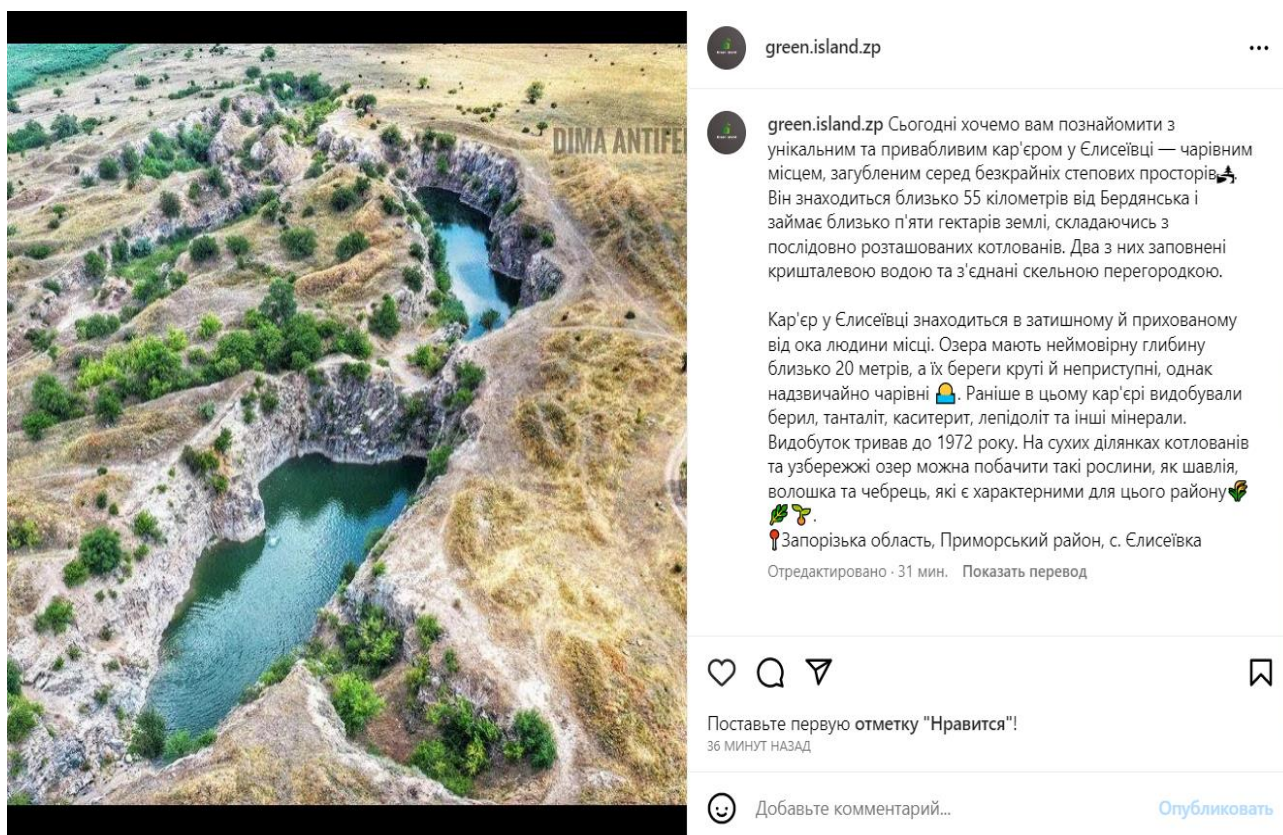 DIMA ANTIFE
green.island.zp
green.island.zp Сьогодні хочемо вам познайомити з
унікальним та привабливим кар'єром у Єлисеївці — чарівним
місцем, загубленим серед безкрайніх степових просторів🏞️.
Він знаходиться близько 55 кілометрів від Бердянська і
займає близько п'яти гектарів землі, складаючись з
послідовно розташованих котлованів. Два з них заповнені
кришталевою водою та з'єднані скельною перегородкою.
Кар'єр у Єлисеївці знаходиться в затишному й прихованому
від ока людини місці. Озера мають неймовірну глибину
близько 20 метрів, а їх береги круті й неприступні, однак
надзвичайно чарівні. Раніше в цьому кар'єрі видобували
берил, танталіт, каситерит, лепідоліт та інші мінерали.
Видобуток тривав до 1972 року. На сухих ділянках котлованів
та узбережжі озер можна побачити такі рослини, як шавлія,
волошка та чебрець, які є характерними для цього району🌾
🌿🌱.
📍Запорізька область, Приморський район, с. Єлисеївка
Отредактировано · 31 мин. Показать перевод
Поставьте первую отметку "Нравится"!
36 МИНУТ НАЗАД
Добавьте комментарий... Опубликовать